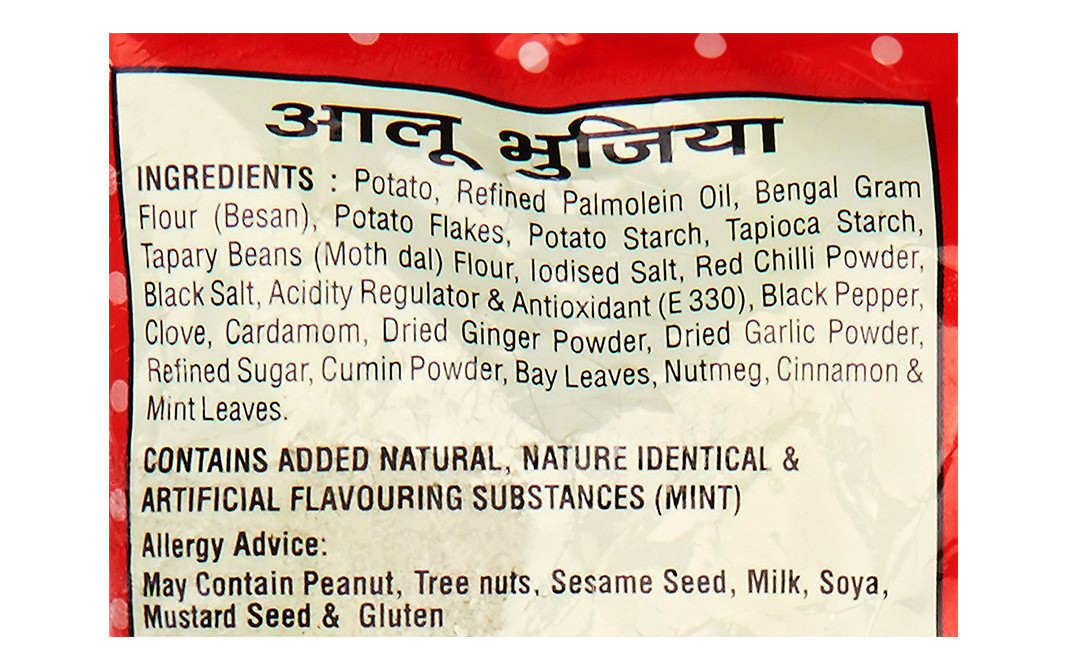 आलू भुजिया
INGREDIENTS : Potato, Refined Palmolein Oil, Bengal Gram
Flour (Besan), Potato Flakes, Potato Starch, Tapioca Starch,
Tapary Beans (Moth dal) Flour, Iodised Salt, Red Chilli Powder,
Black Salt, Acidity Regulator & Antioxidant (E 330), Black Pepper,
Clove, Cardamom, Dried Ginger Powder, Dried Garlic Powder,
Refined Sugar, Cumin Powder, Bay Leaves, Nutmeg, Cinnamon &
Mint Leaves.
CONTAINS ADDED NATURAL, NATURE IDENTICAL &
ARTIFICIAL FLAVOURING SUBSTANCES (MINT)
Allergy Advice:
May Contain Peanut, Tree nuts, Sesame Seed, Milk, Soya,
Mustard Seed & Gluten